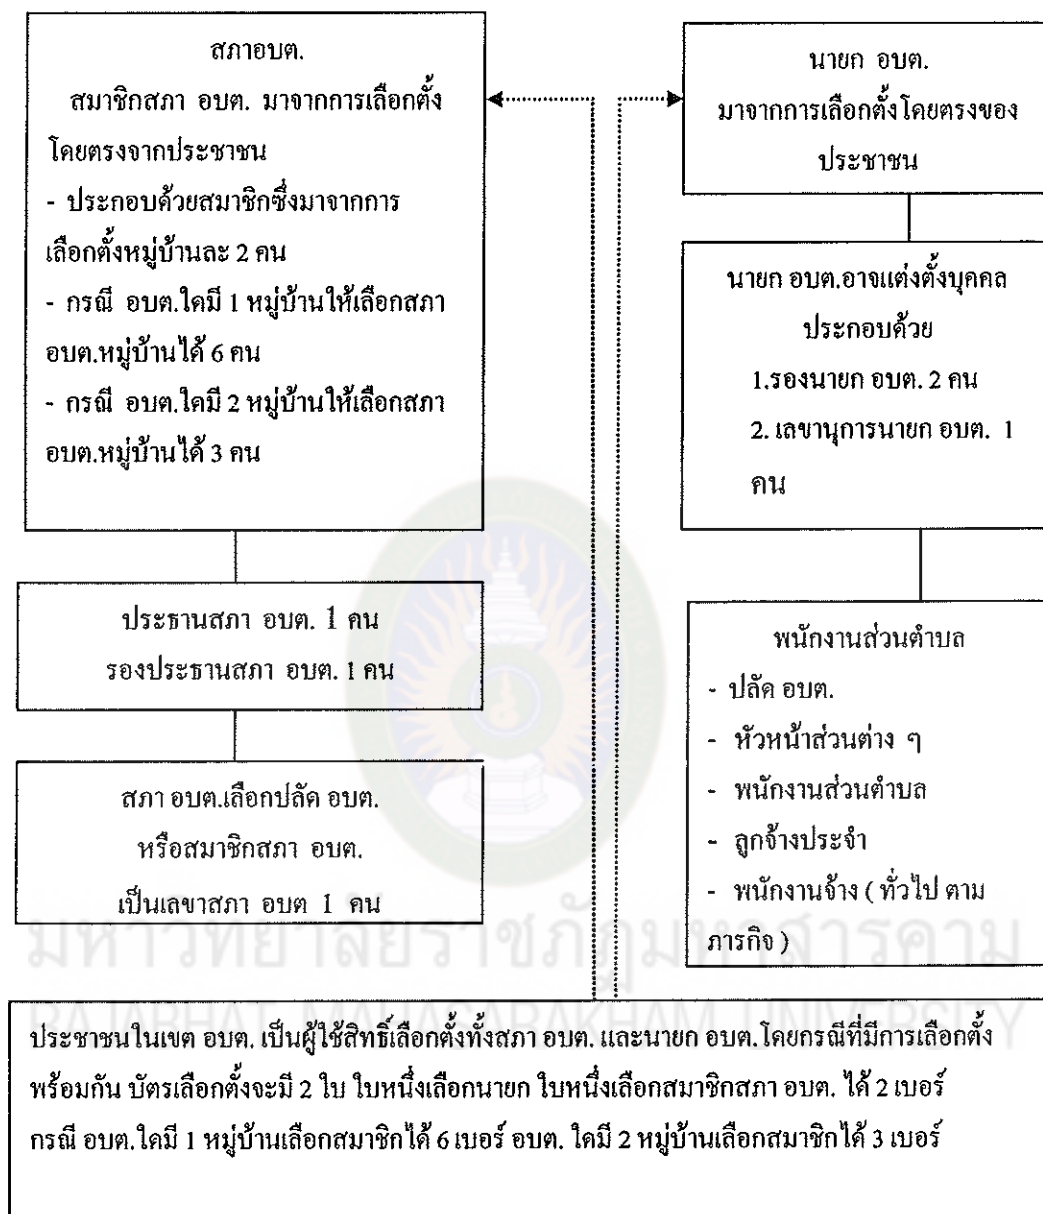 สภาอบต.
สมาชิกสภา อบต. มาจากการเลือกตั้ง
โดยตรงจากประชาชน
- ประกอบด้วยสมาชิกซึ่งมาจากการ
เลือกตั้งหมู่บ้านละ 2 คน
- กรณี อบต.ใดมี 1 หมู่บ้านให้เลือกสภา
อบต.หมู่บ้านได้ 6 คน
- กรณี อบต.ใดมี 2 หมู่บ้านให้เลือกสภา
อบต.หมู่บ้านได้ 3 คน
ประธานสภา อบต. 1 คน
รองประธานสภา อบต. 1 คน
สภา อบต.เลือกปลัด อบต.
หรือสมาชิกสภา อบต.
เป็นเลขาสภา อบต 1 คน
นายก อบต.
มาจากการเลือกตั้งโดยตรงของ
ประชาชน
นายก อบต.อาจแต่งตั้งบุคคล
ประกอบด้วย
1.รองนายก อบต. 2 คน
2. เลขานุการนายก อบต. 1
คน
พนักงานส่วนตำบล
- ปลัด อบต.
- หัวหน้าส่วนต่าง ๆ
- พนักงานส่วนตำบล
- ลูกจ้างประจำ
- พนักงานจ้าง ( ทั่วไป ตาม
ภารกิจ )
มหาวิทยาลัยราชภัฏมหาสารคาม
RAJABHAT MAHASARAKHAM UNIVERSITY
ประชาชนในเขต อบต. เป็นผู้ใช้สิทธิ์เลือกตั้งทั้งสภา อบต. และนายก อบต.โดยกรณีที่มีการเลือกตั้ง
พร้อมกัน บัตรเลือกตั้งจะมี 2 ใบ ใบหนึ่งเลือกนายก ใบหนึ่งเลือกสมาชิกสภา อบต. ได้ 2 เบอร์
กรณี อบต.ใดมี 1 หมู่บ้านเลือกสมาชิกได้ 6 เบอร์ อบต. ใดมี 2 หมู่บ้านเลือกสมาชิกได้ 3 เบอร์